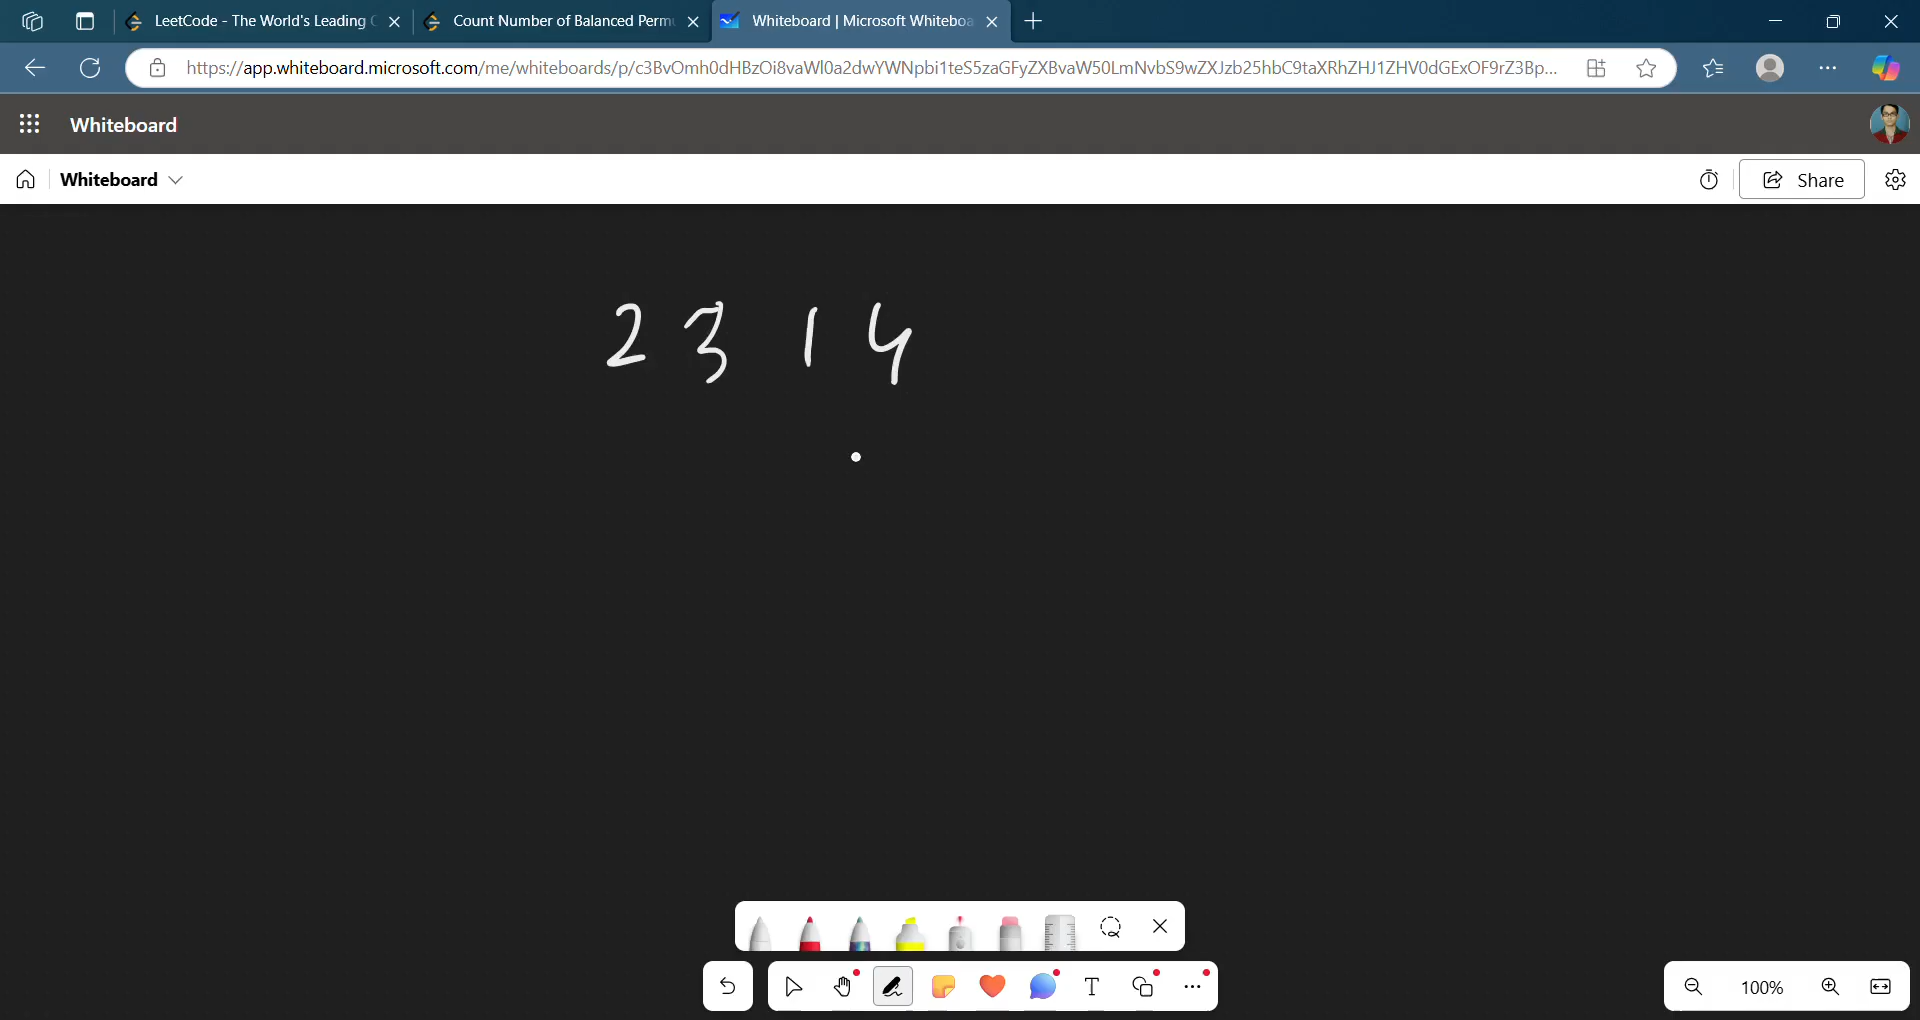 LeetCode - The World's Leading
Count Number of Balanced Perm
Whiteboard | Microsoft Whiteboa
https://app.whiteboard.microsoft.com/me/whiteboards/p/c3BvOmh0dHBzOi8vaWl0a2dwYWNpbi1teS5zaGFyZXBvaW50LmNvbS9wZXJzb25hbC9taXRhZHJ1ZHV0dGExOF9rZ3Bp...
Whiteboard
Whiteboard
Share
2 3 1 4
T
100%